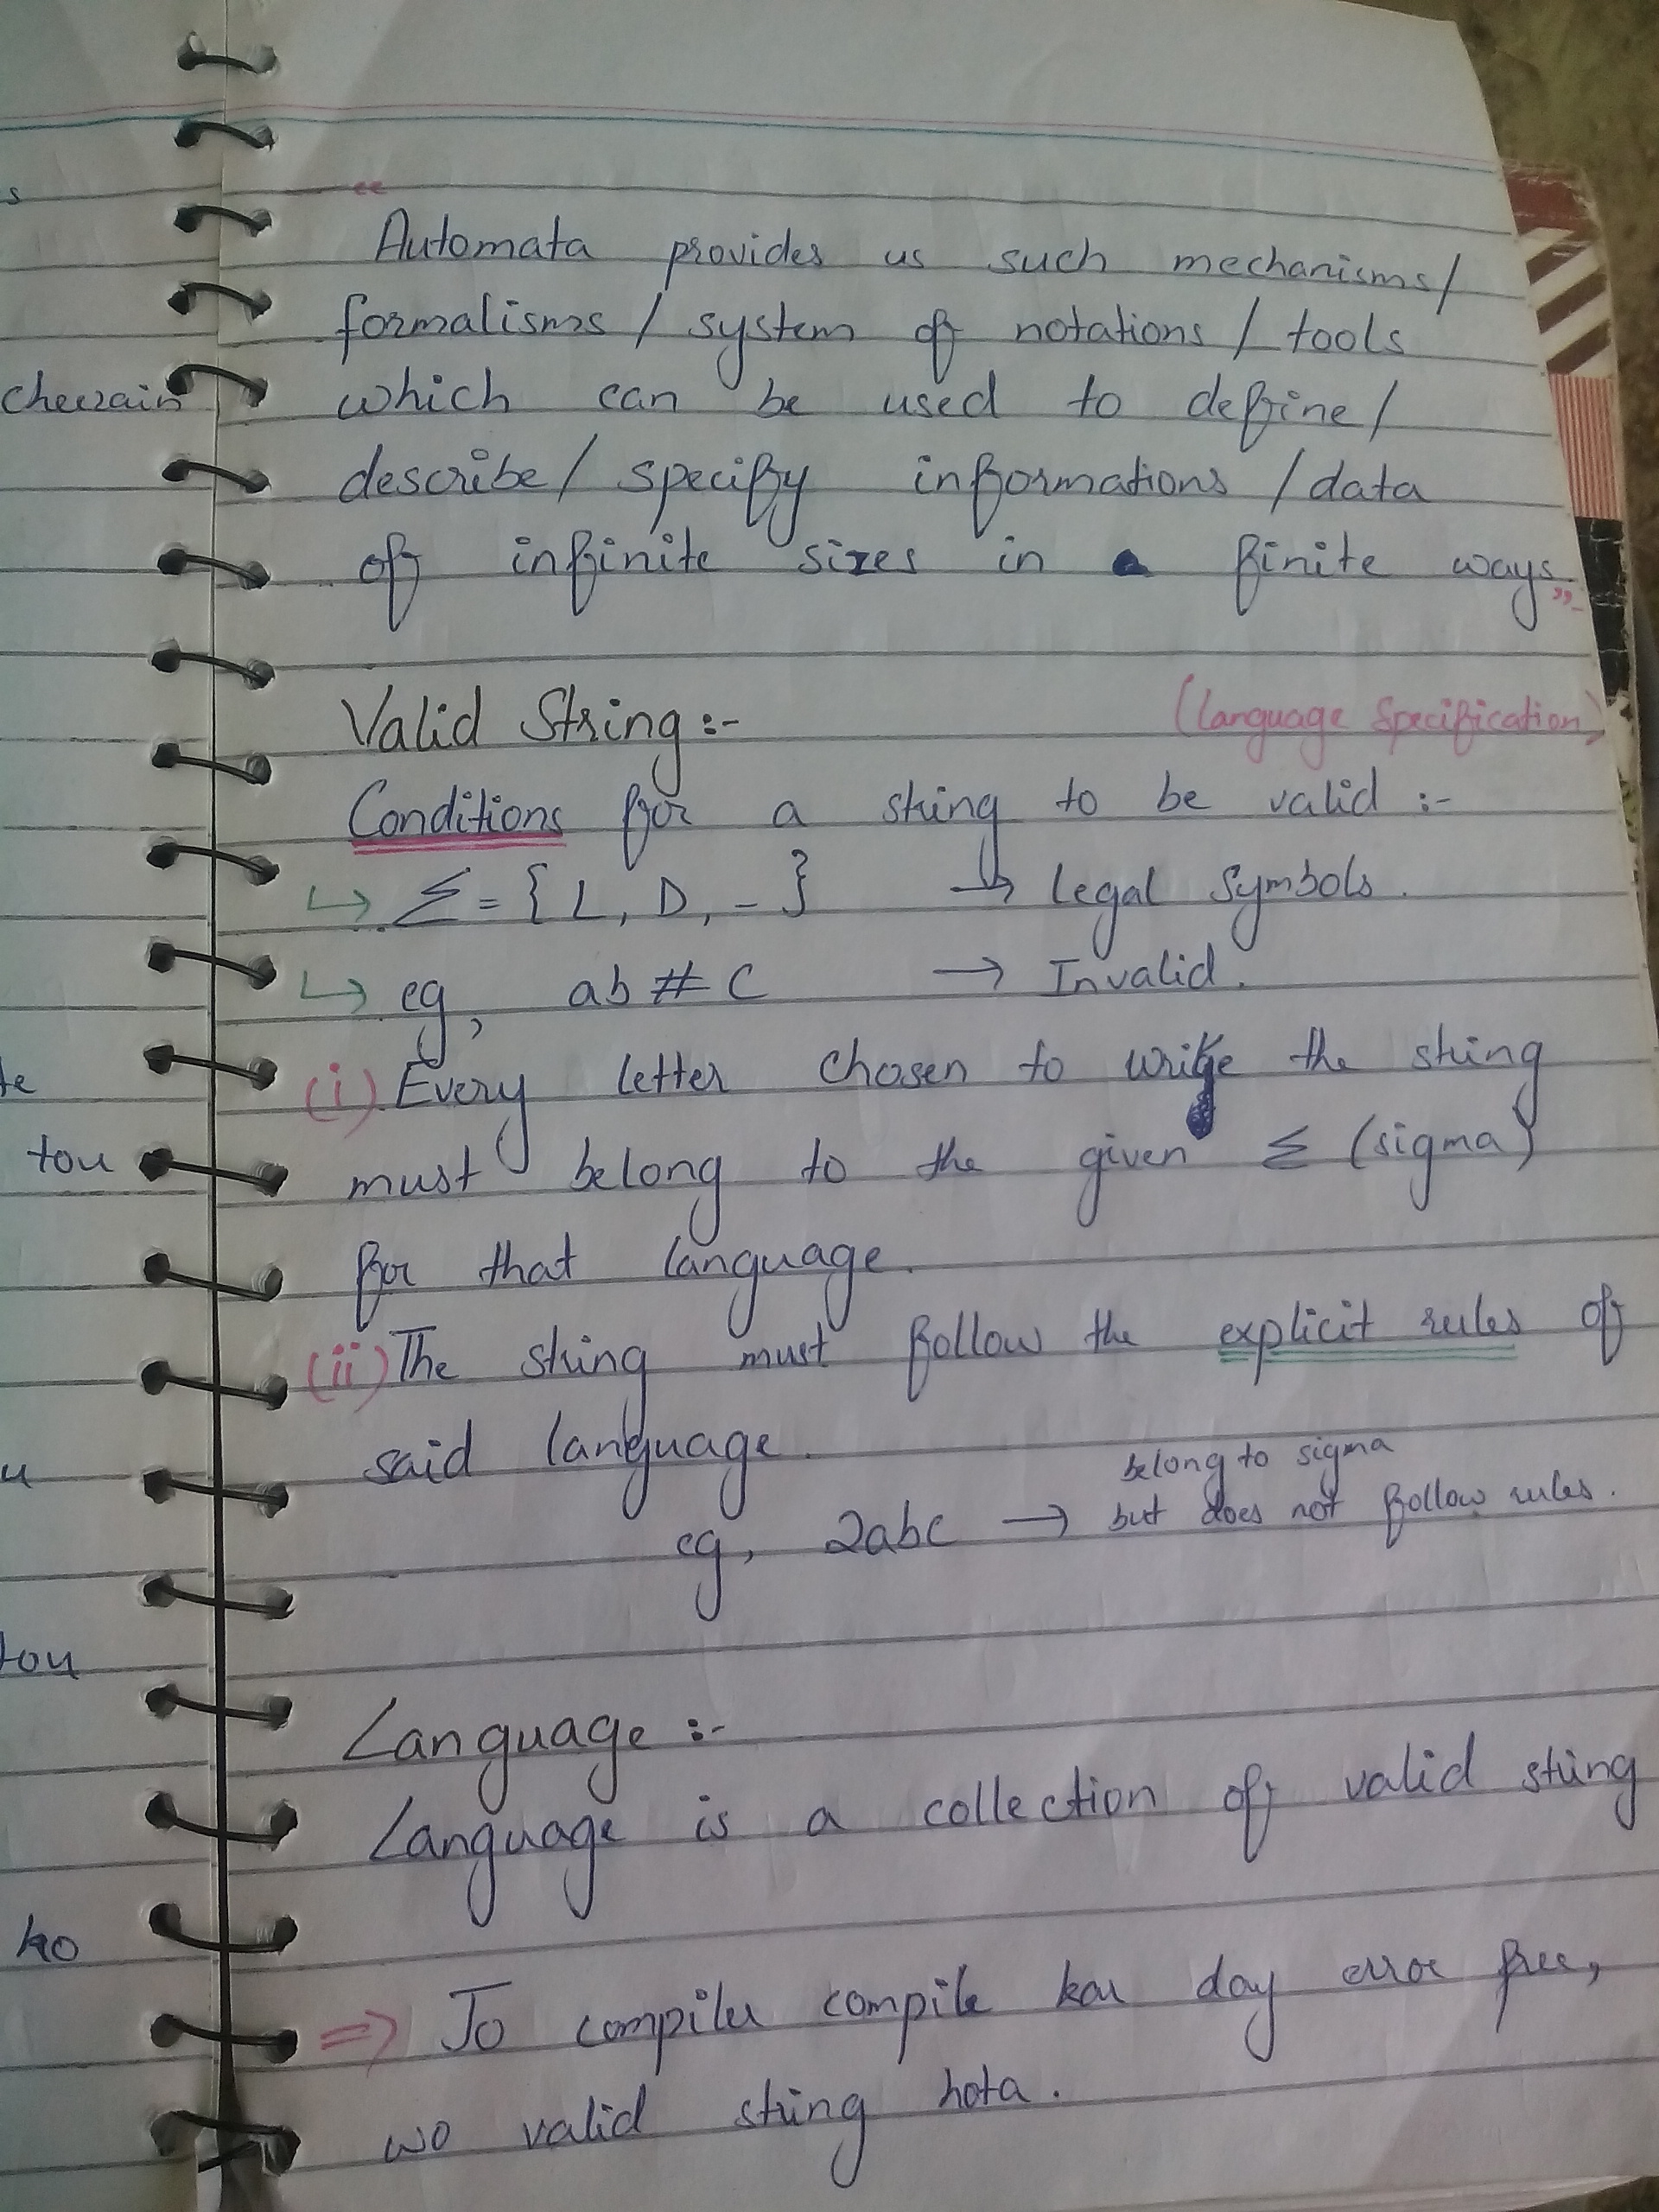 s
cheezain
te
tou
u
tou
ko
“
Automata provides us such mechanisms/
formalisms / system of notations / tools
which can be used to define/
describe/ specify informations /data
of infinite sizes in finite ways”
Valid String:- (Language Specification)
Conditions for a string to be valid :-
↳ Σ = { L, D, _ } → Legal Symbols.
↳ eg, ab # C → Invalid.
(i) Every letter chosen to write the string
must belong to the given Σ (sigma)
for that language.
(ii) The string must follow the explicit rules of
said language.
belong to sigma
eg, 2abc → but does not follow rules.
Language :-
Language is a collection of valid string
⇒ Jo compiler compile kar day error free,
wo valid string hota.